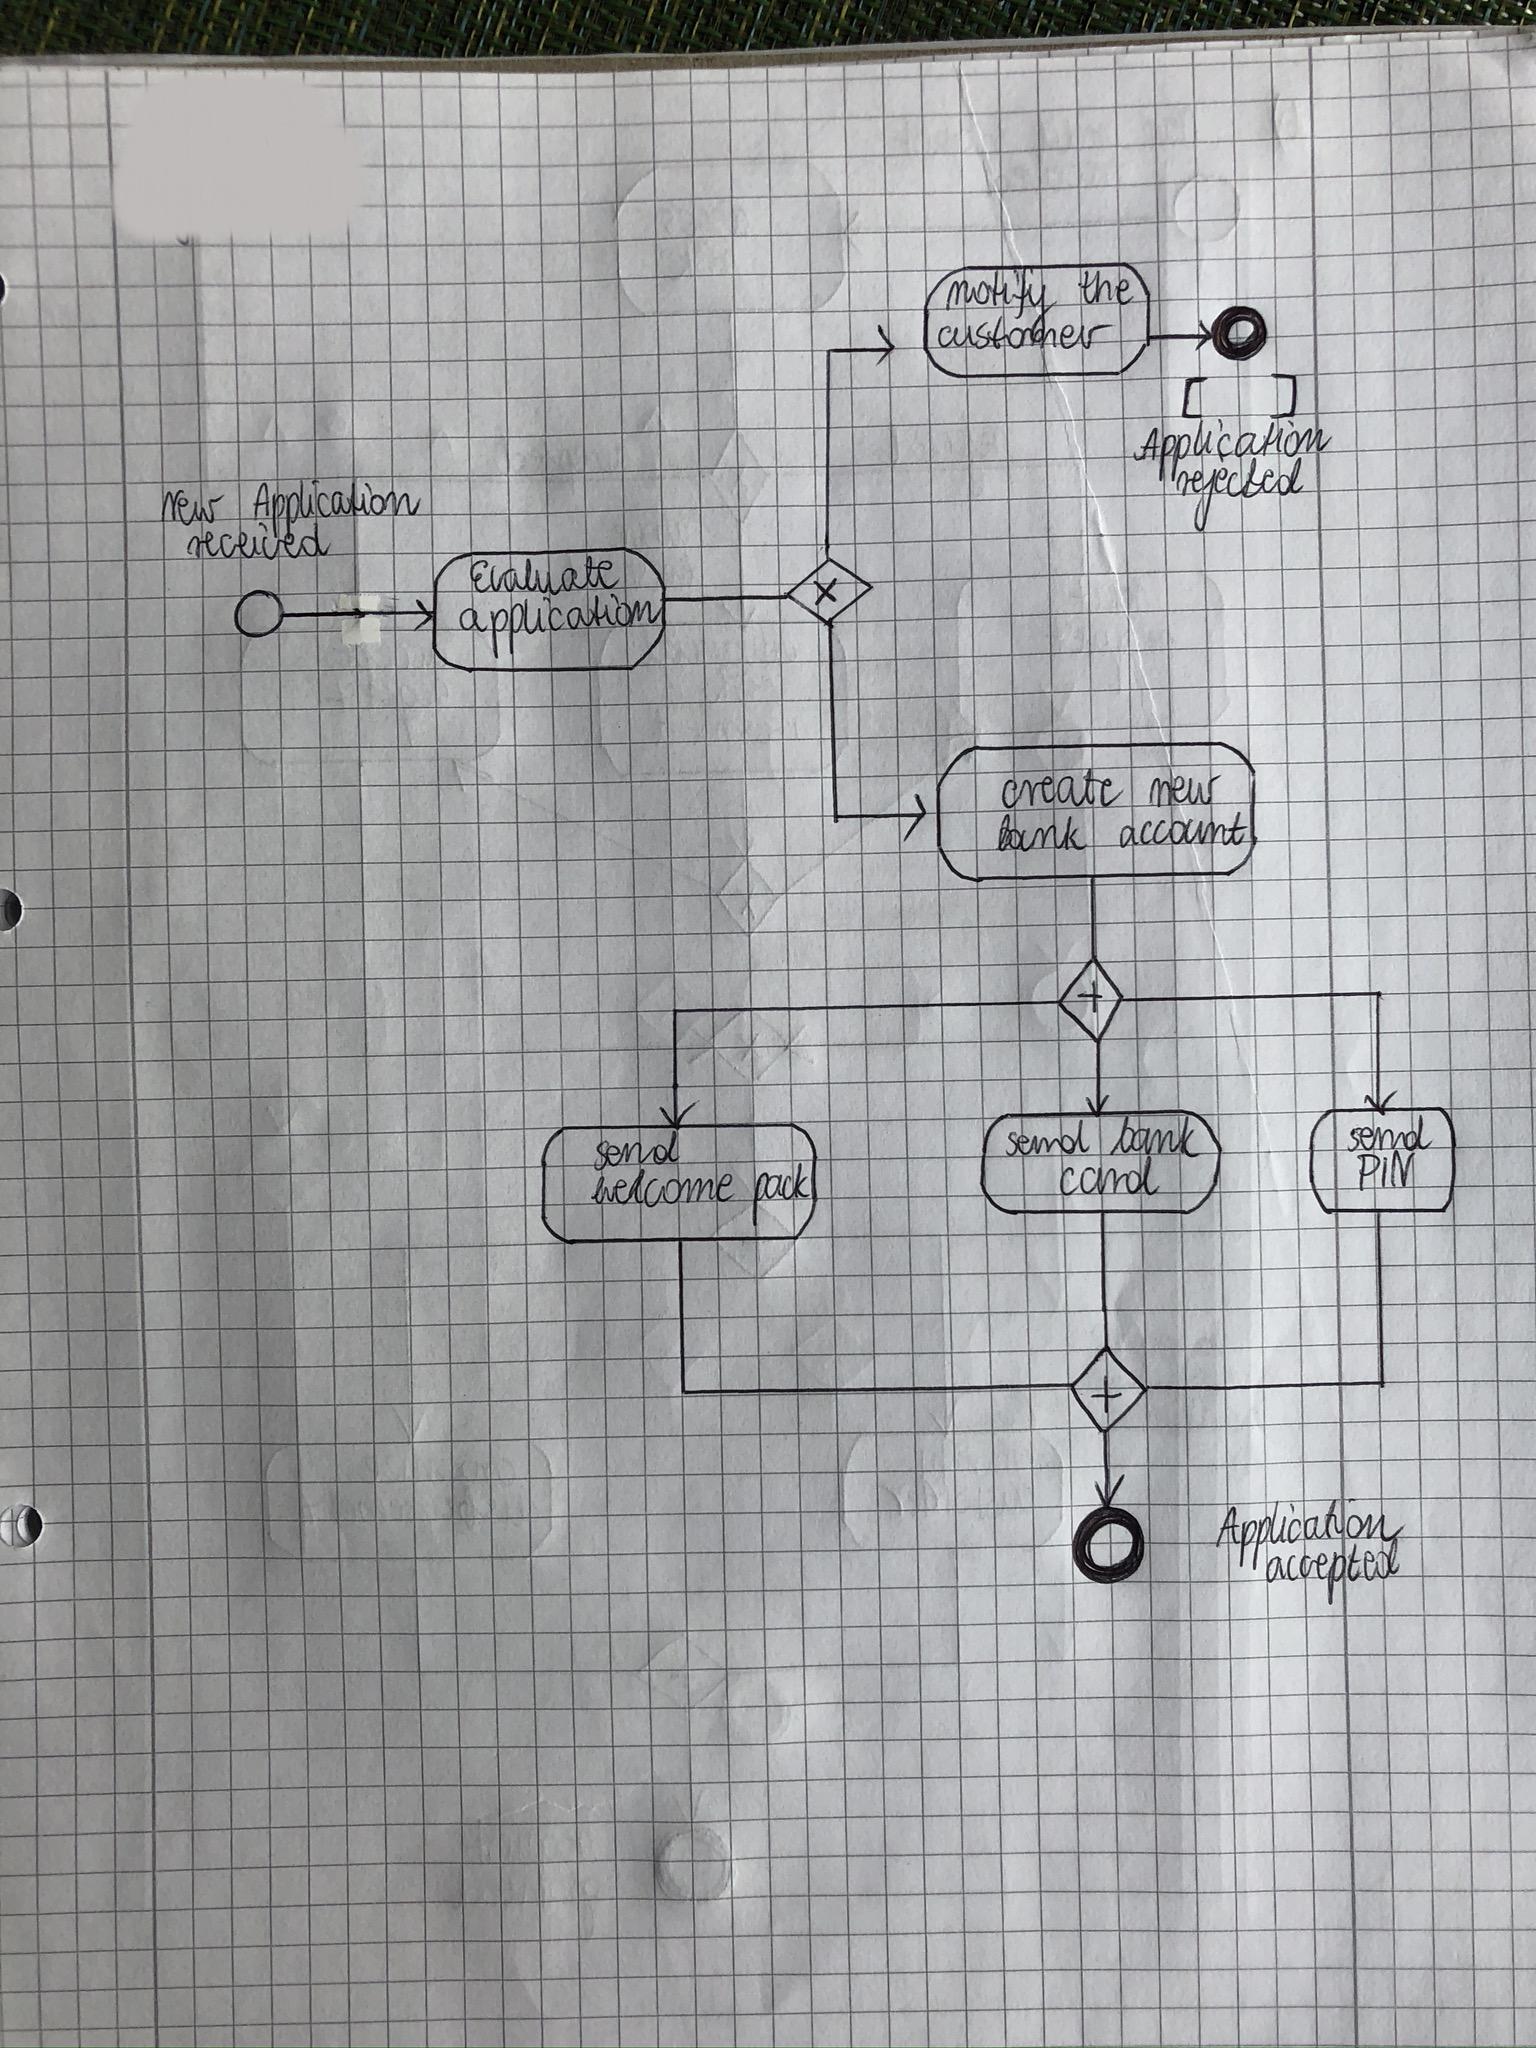 notify the
customer
[ ]
Application
rejected
New Application
received
Evaluate
application
X
create new
bank account
+
send
welcome pack
send bank
card
send
PIN
+
Application
accepted